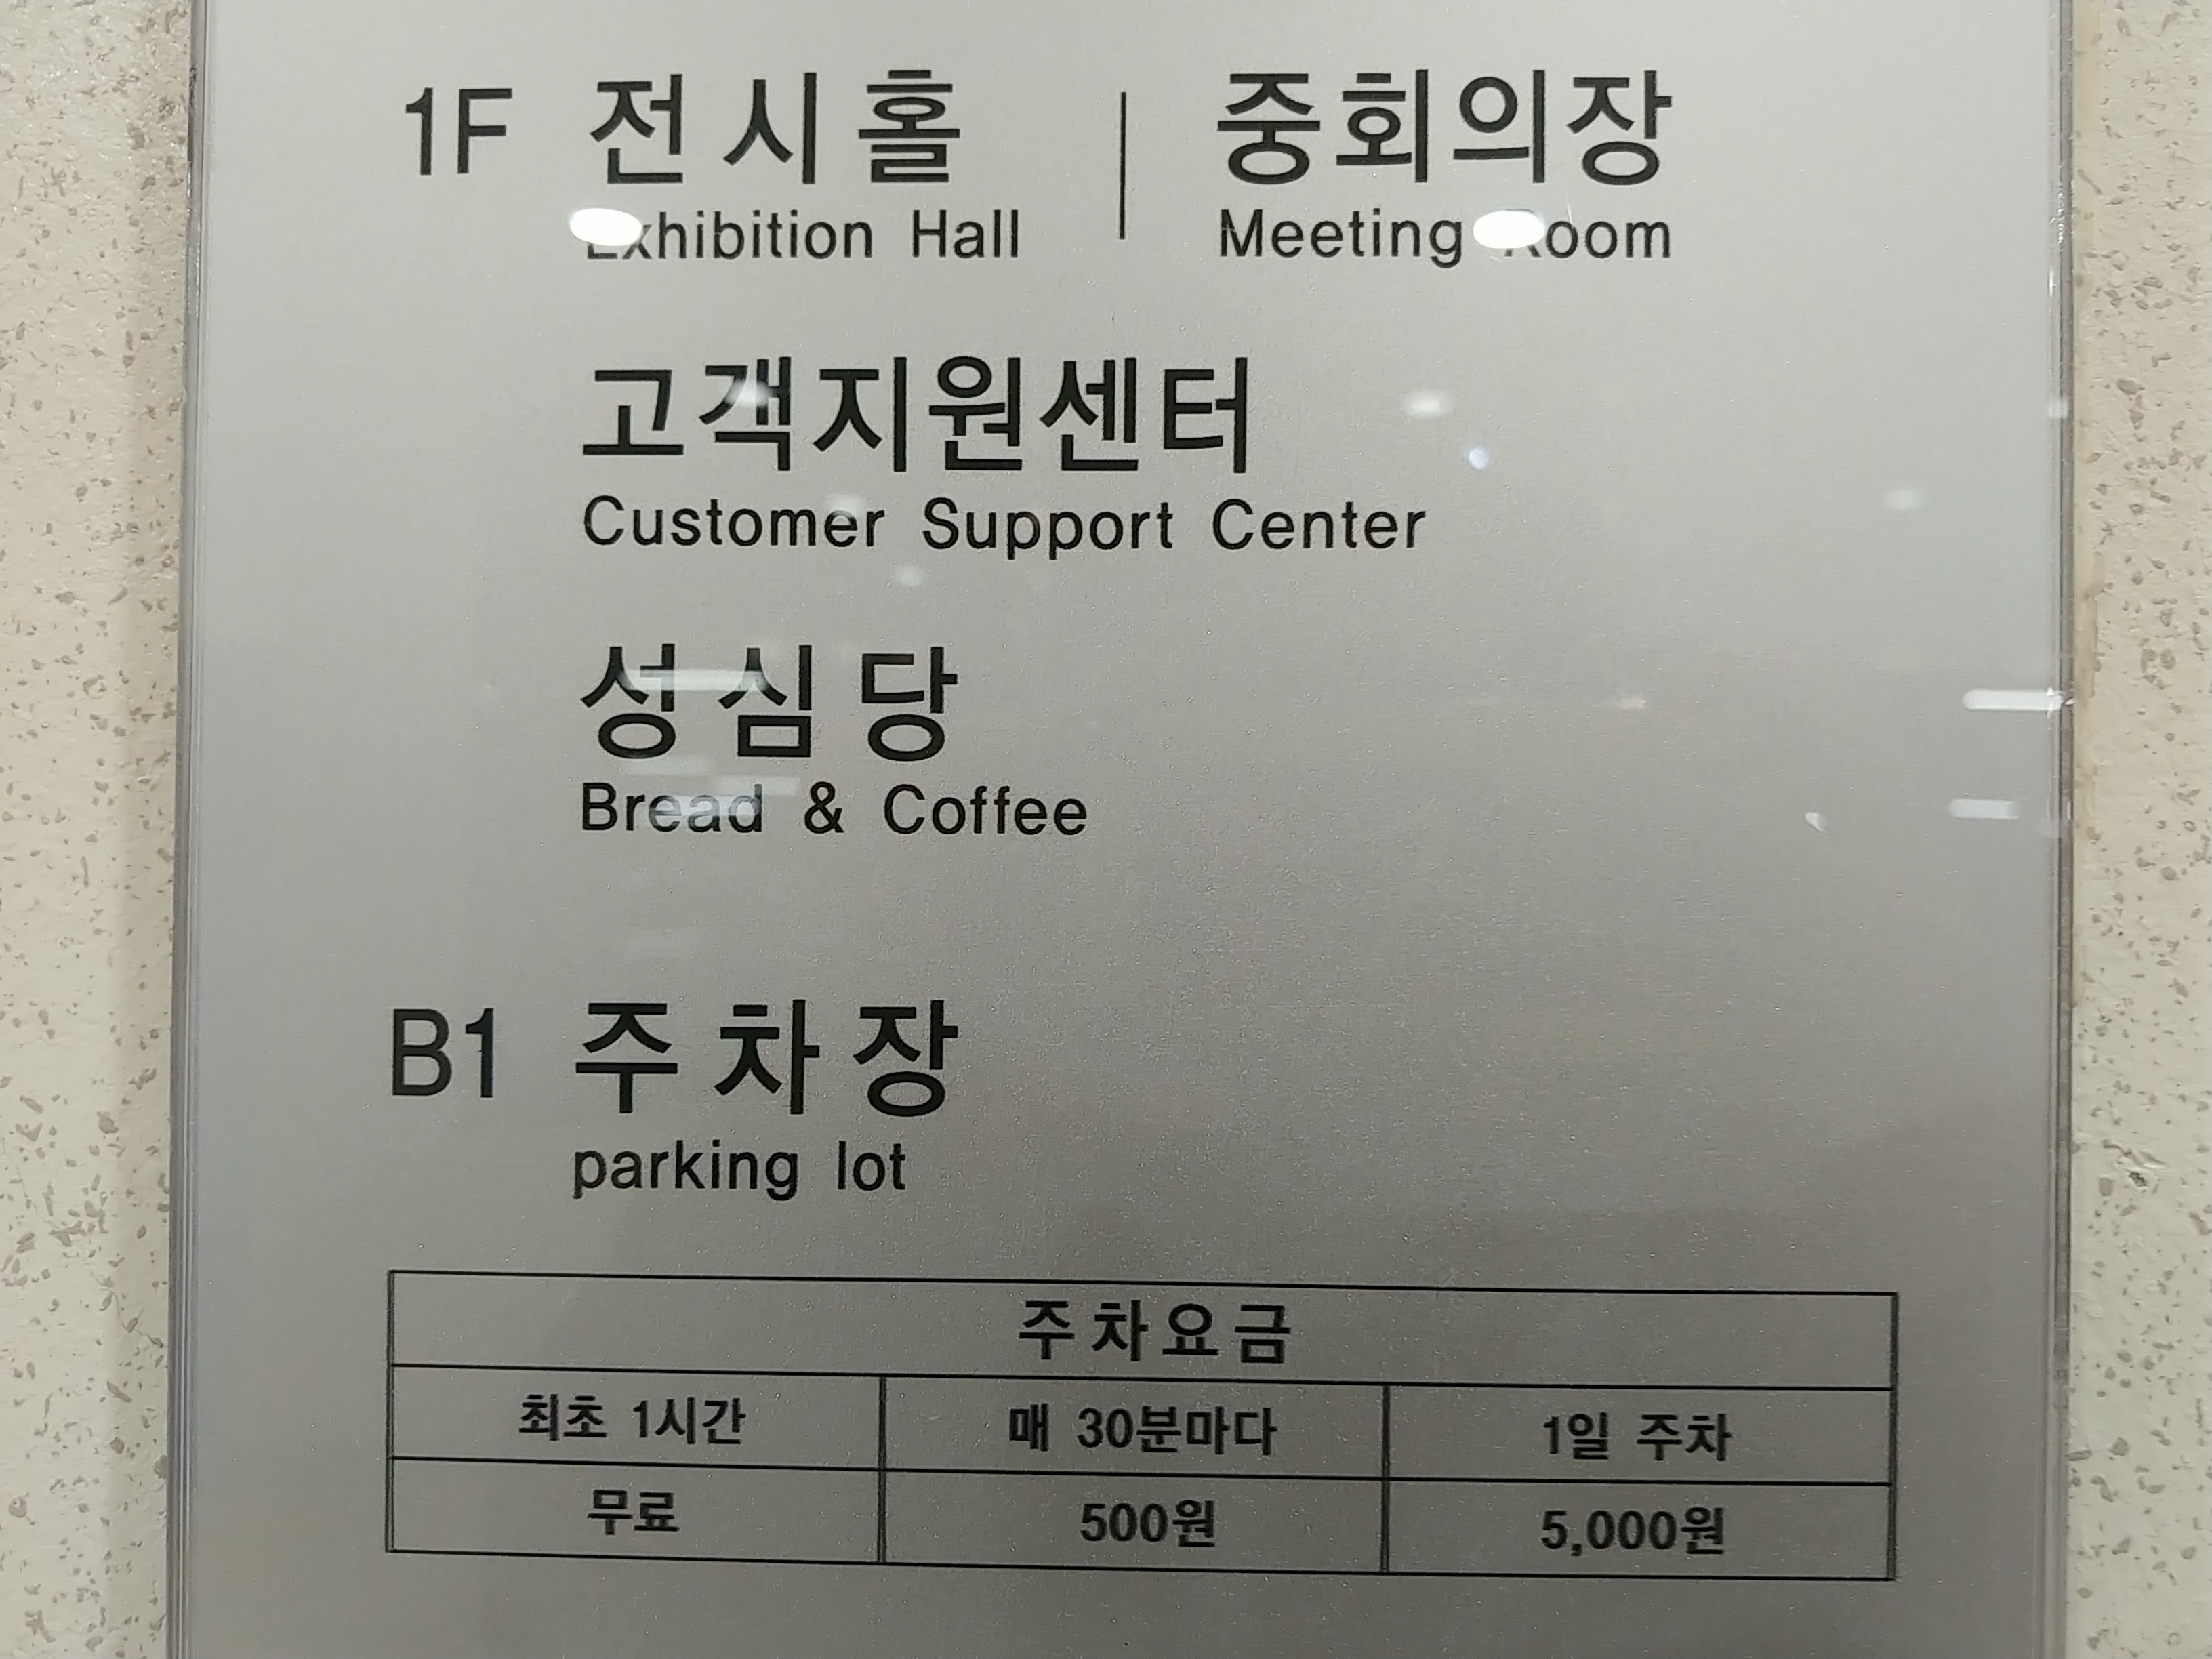 1F 전시홀 | 중회의장
Exhibition Hall Meeting Room
고객지원센터
Customer Support Center
성심당
Bread & Coffee
B1 주차장
parking lot
주차요금
최초 1시간 매 30분마다 1일 주차
무료 500원 5,000원